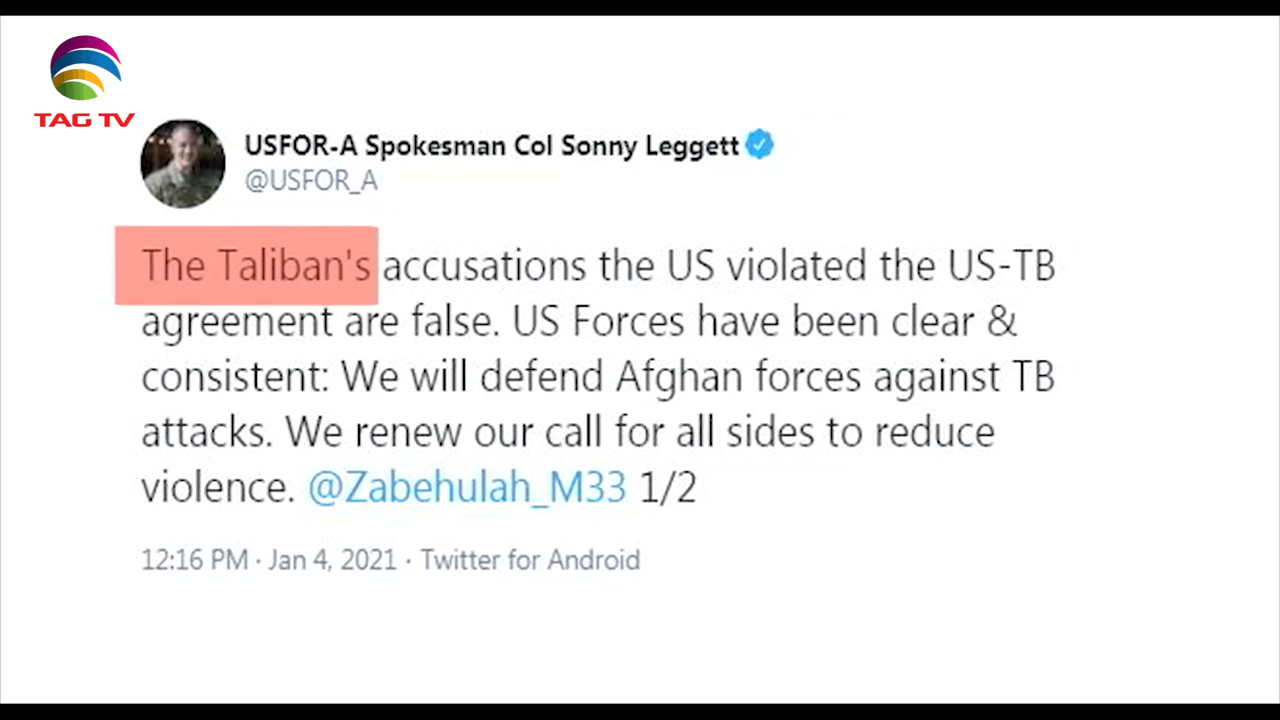 TAG TV
USFOR-A Spokesman Col Sonny Leggett
@USFOR_A
The Taliban's accusations the US violated the US-TB
agreement are false. US Forces have been clear &
consistent: We will defend Afghan forces against TB
attacks. We renew our call for all sides to reduce
violence. @Zabehulah_M33 1/2
12:16 PM · Jan 4, 2021 · Twitter for Android